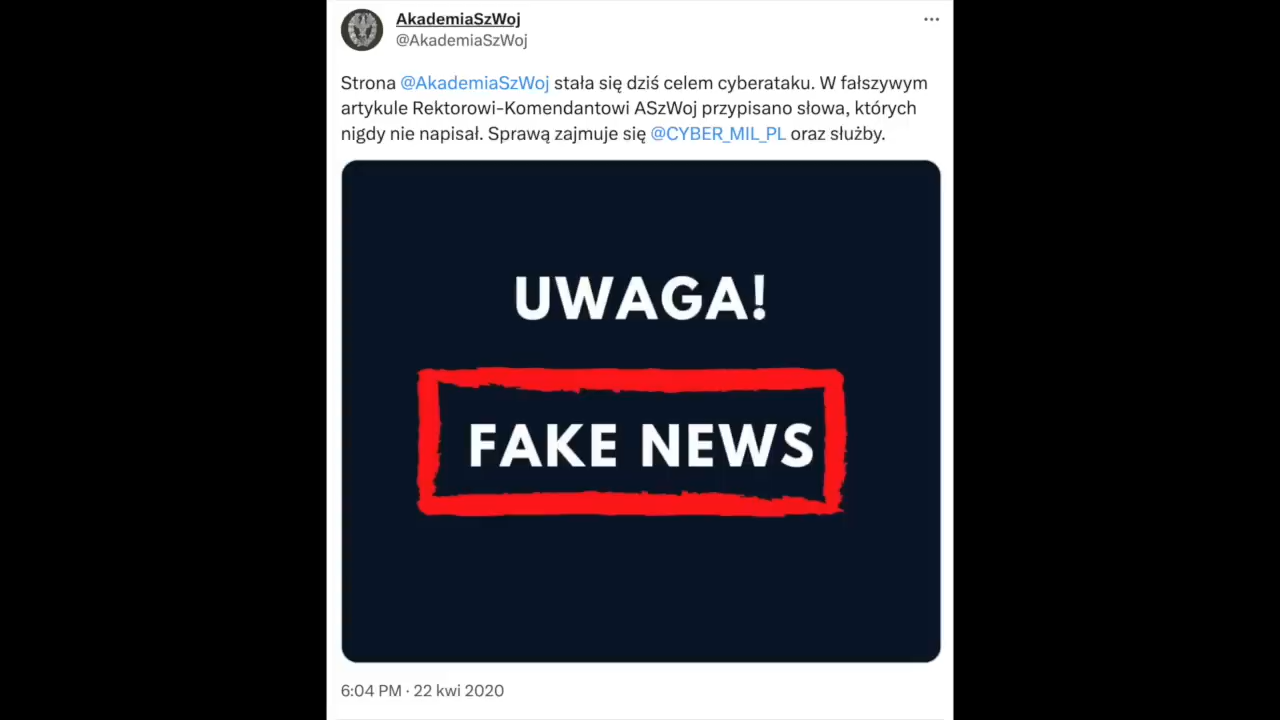 AkademiaSzWoj
@AkademiaSzWoj
Strona @AkademiaSzWoj stała się dziś celem cyberataku. W fałszywym
artykule Rektorowi-Komendantowi ASzWoj przypisano słowa, których
nigdy nie napisał. Sprawą zajmuje się @CYBER_MIL_PL oraz służby.
UWAGA!
FAKE NEWS
6:04 PM · 22 kwi 2020